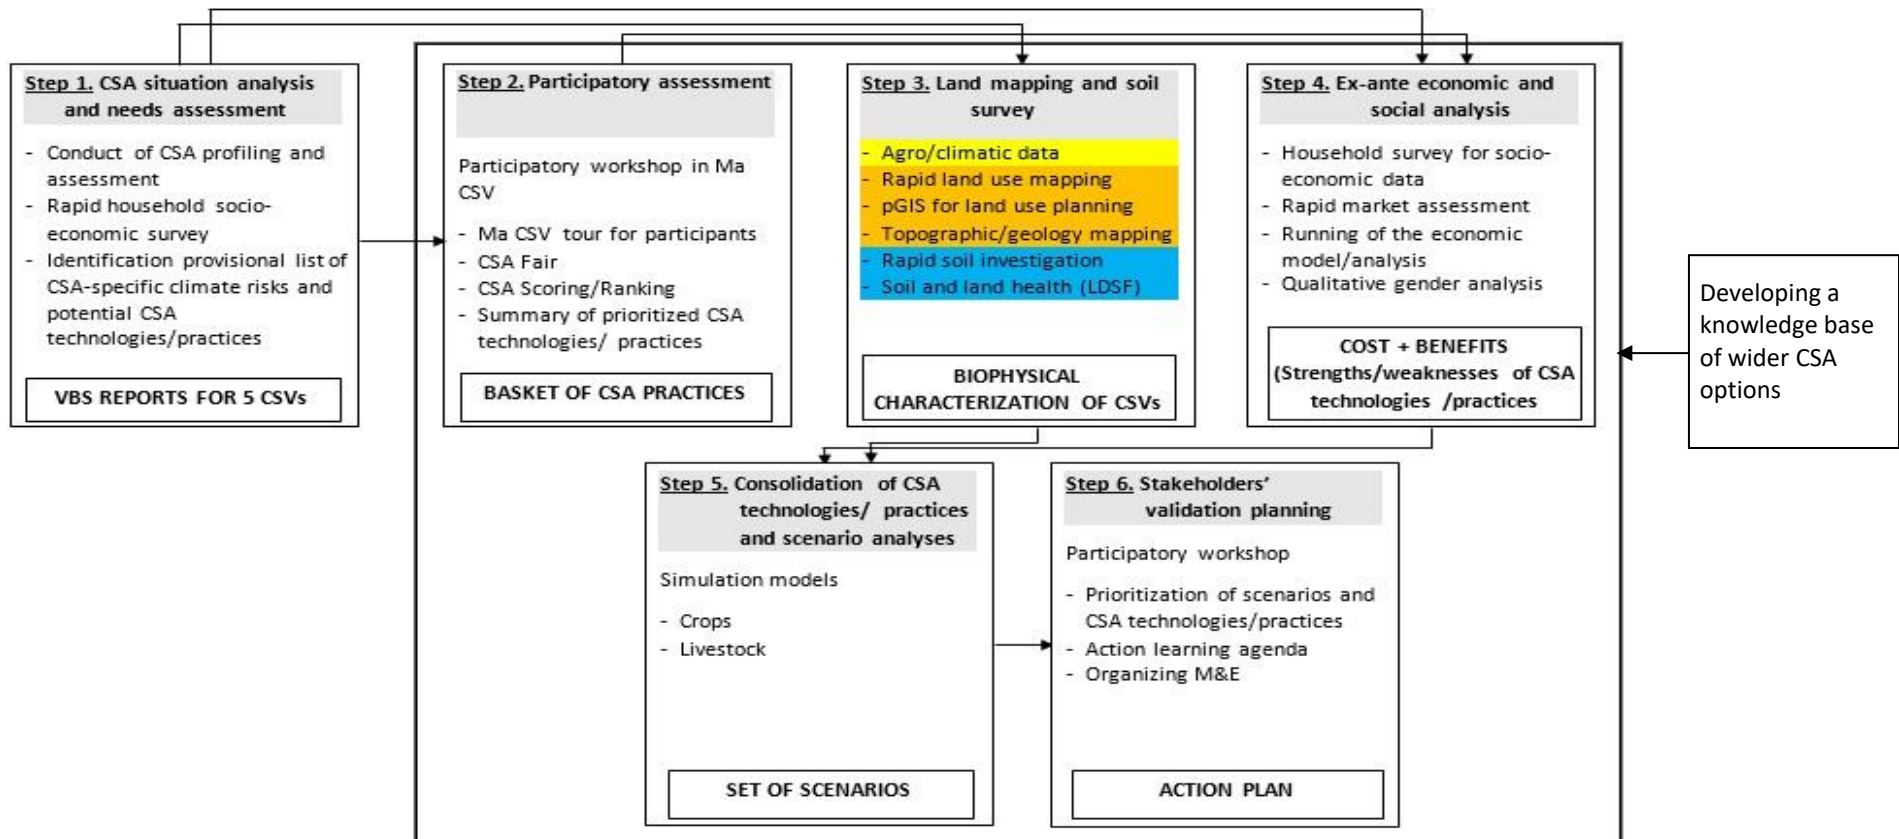 Step 1. CSA situation analysis
and needs assessment
- Conduct of CSA profiling and
assessment
- Rapid household socio-
economic survey
- Identification provisional list of
CSA-specific climate risks and
potential CSA
technologies/practices
VBS REPORTS FOR 5 CSVs
Step 2. Participatory assessment
Participatory workshop in Ma
CSV
- Ma CSV tour for participants
- CSA Fair
- CSA Scoring/Ranking
- Summary of prioritized CSA
technologies/ practices
BASKET OF CSA PRACTICES
Step 3. Land mapping and soil
survey
- Agro/climatic data
- Rapid land use mapping
- pGIS for land use planning
- Topographic/geology mapping
- Rapid soil investigation
- Soil and land health (LDSF)
BIOPHYSICAL
CHARACTERIZATION OF CSVs
Step 4. Ex-ante economic and
social analysis
- Household survey for socio-
economic data
- Rapid market assessment
- Running of the economic
model/analysis
- Qualitative gender analysis
COST + BENEFITS
(Strengths/weaknesses of CSA
technologies /practices
Developing a
knowledge base
of wider CSA
options
Step 5. Consolidation of CSA
technologies/ practices
and scenario analyses
Simulation models
- Crops
- Livestock
SET OF SCENARIOS
Step 6. Stakeholders’
validation planning
Participatory workshop
- Prioritization of scenarios and
CSA technologies/practices
- Action learning agenda
- Organizing M&E
ACTION PLAN